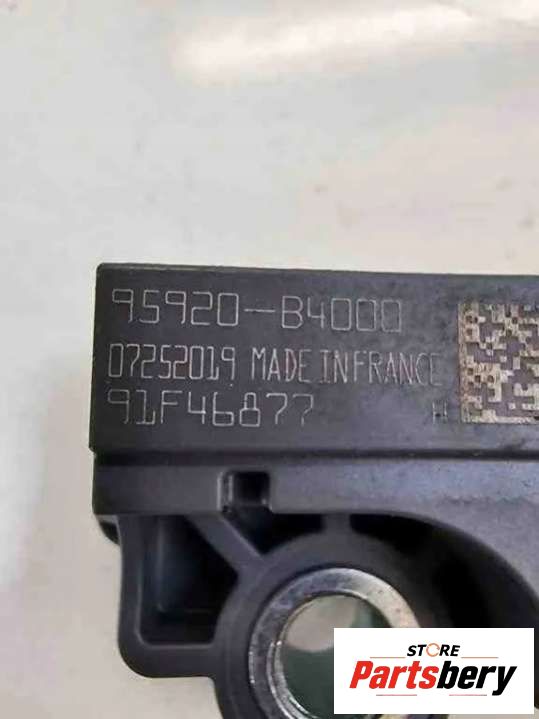 95920-B4000
07252019 MADE IN FRANCE
91F46877
H
STORE
Partsbery